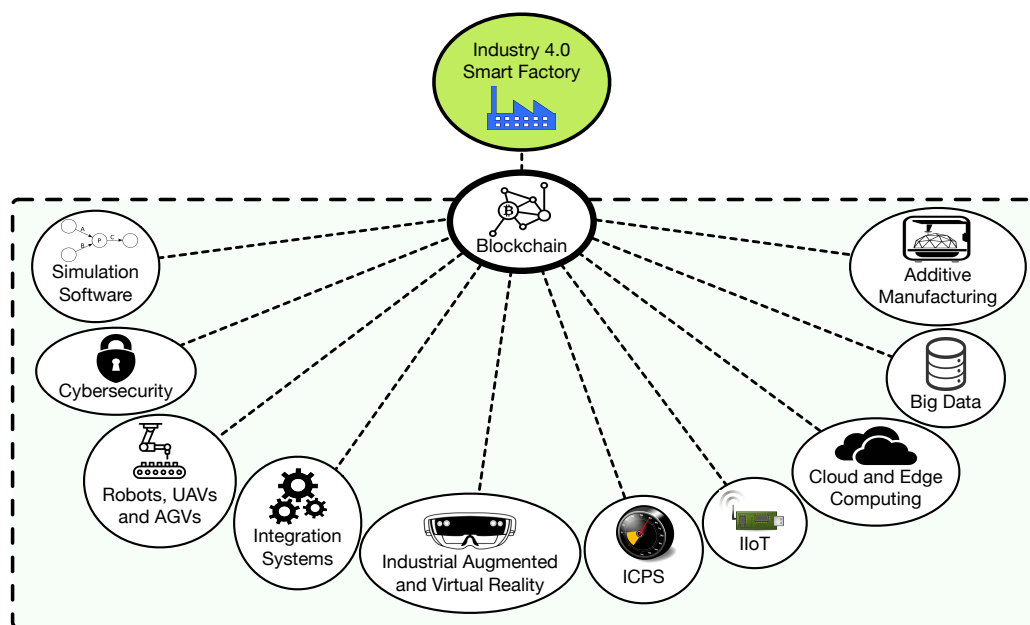 Industry 4.0
Smart Factory
Blockchain
A
B
P
C
Simulation
Software
Cybersecurity
Robots, UAVs
and AGVs
Integration
Systems
Industrial Augmented
and Virtual Reality
ICPS
IIoT
Cloud and Edge
Computing
Big Data
Additive
Manufacturing